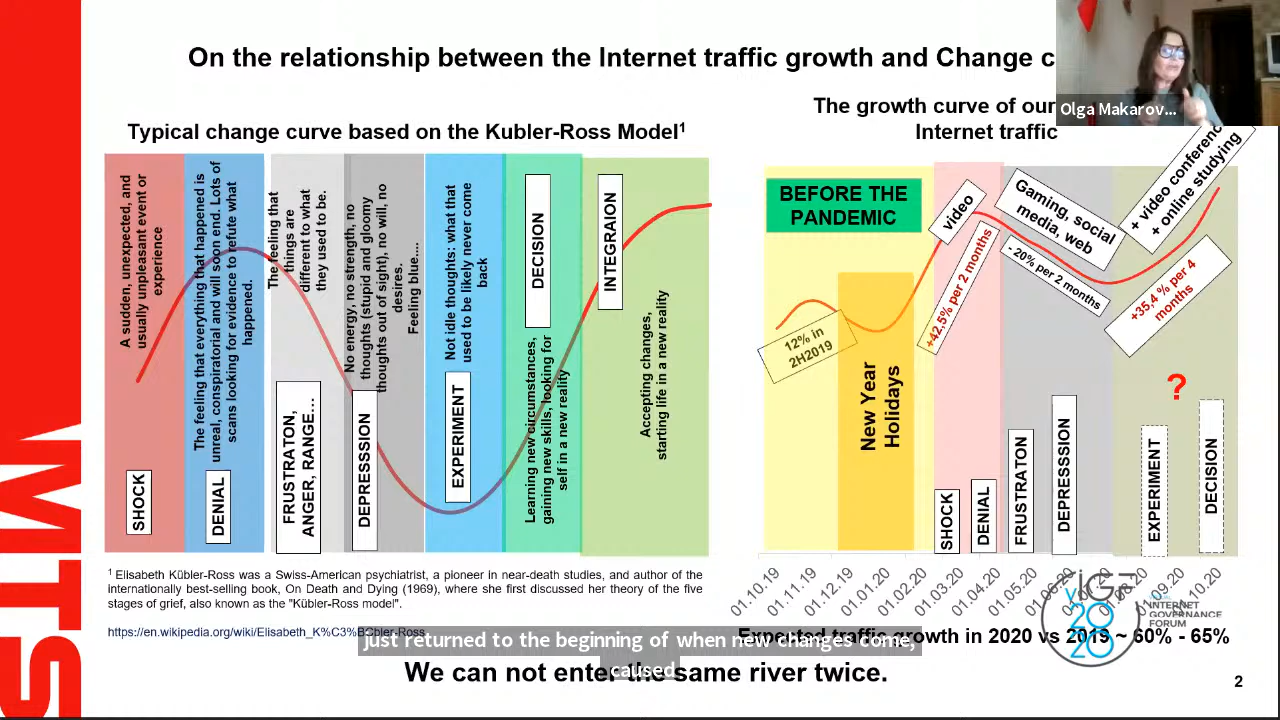 On the relationship between the Internet traffic growth and Change c
Olga Makarov...
Typical change curve based on the Kubler-Ross Model¹
A sudden, unexpected, and
usually unpleasant event or
experience
SHOCK
The feeling that everything that happened is
unreal, conspiratorial and will soon end. Lots of
scans looking for evidence to refute what
happened.
DENIAL
The feeling that
things are
different to what
they used to be.
FRUSTRATON,
ANGER, RANGE...
No energy, no strength, no
thoughts (stupid and gloomy
thoughts out of sight), no will, no
desires.
Feeling blue....
DEPRESSSION
Not idle thoughts: what that
used to be likely never come
back
EXPERIMENT
DECISION
Learning new circumstances,
gaining new skills, looking for
self in a new reality
INTEGRAION
Accepting changes,
starting life in a new reality
The growth curve of our
Internet traffic
BEFORE THE
PANDEMIC
12% in
2H2019
New Year
Holidays
video
+42.5% per 2 months
Gaming, social
media, web
- 20% per 2 months
+ video conferenc
+ online studying
+35,4 % per 4
months
?
SHOCK
DENIAL
FRUSTRATON
DEPRESSSION
EXPERIMENT
DECISION
01.10.19
01.11.19
01.12.19
01.01.20
01.02.20
01.03.20
01.04.20
01.05.20
01.06.20
01.08.20
01.09.20
01.10.20
¹ Elisabeth Kübler-Ross was a Swiss-American psychiatrist, a pioneer in near-death studies, and author of the
internationally best-selling book, On Death and Dying (1969), where she first discussed her theory of the five
stages of grief, also known as the "Kübler-Ross model".
https://en.wikipedia.org/wiki/Elisabeth_K%C3%BCbler-Ross
IGF
2020
INTERNET
GOVERNANCE
FORUM
Expected traffic growth in 2020 vs 2019 ~ 60% - 65%
just returned to the beginning of when new changes come,
caused
We can not enter the same river twice.
2
MTS